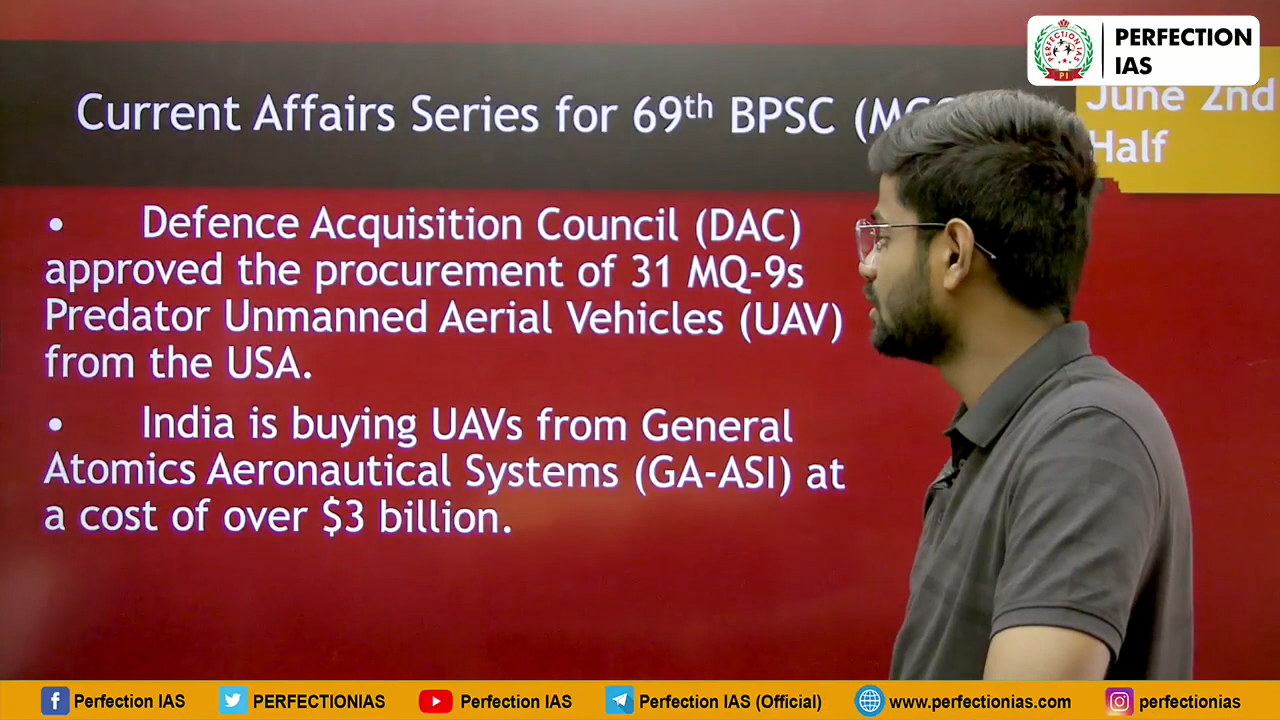 PERFECTION
IAS
PERFECTION IAS
PI
Current Affairs Series for 69th BPSC
June 2nd
Half
• Defence Acquisition Council (DAC)
approved the procurement of 31 MQ-9s
Predator Unmanned Aerial Vehicles (UAV)
from the USA.
• India is buying UAVs from General
Atomics Aeronautical Systems (GA-ASI) at
a cost of over $3 billion.
Perfection IAS PERFECTIONIAS Perfection IAS Perfection IAS (Official) www.perfectionias.com perfectionias